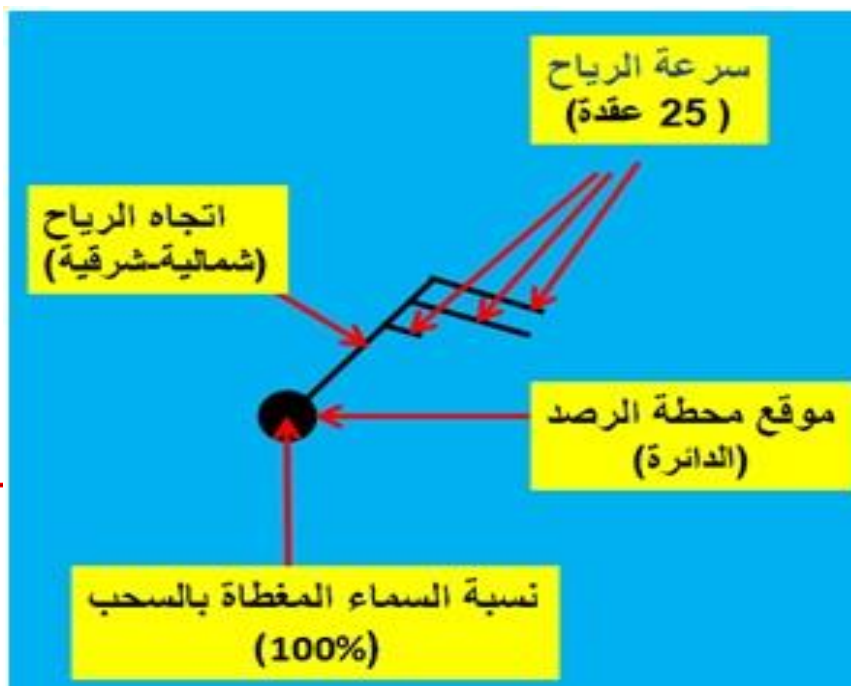 سرعة الرياح
( 25 عقدة)
اتجاه الرياح
(شمالية-شرقية)
موقع محطة الرصد
(الدائرة)
نسبة السماء المغطاة بالسحب
(100%)